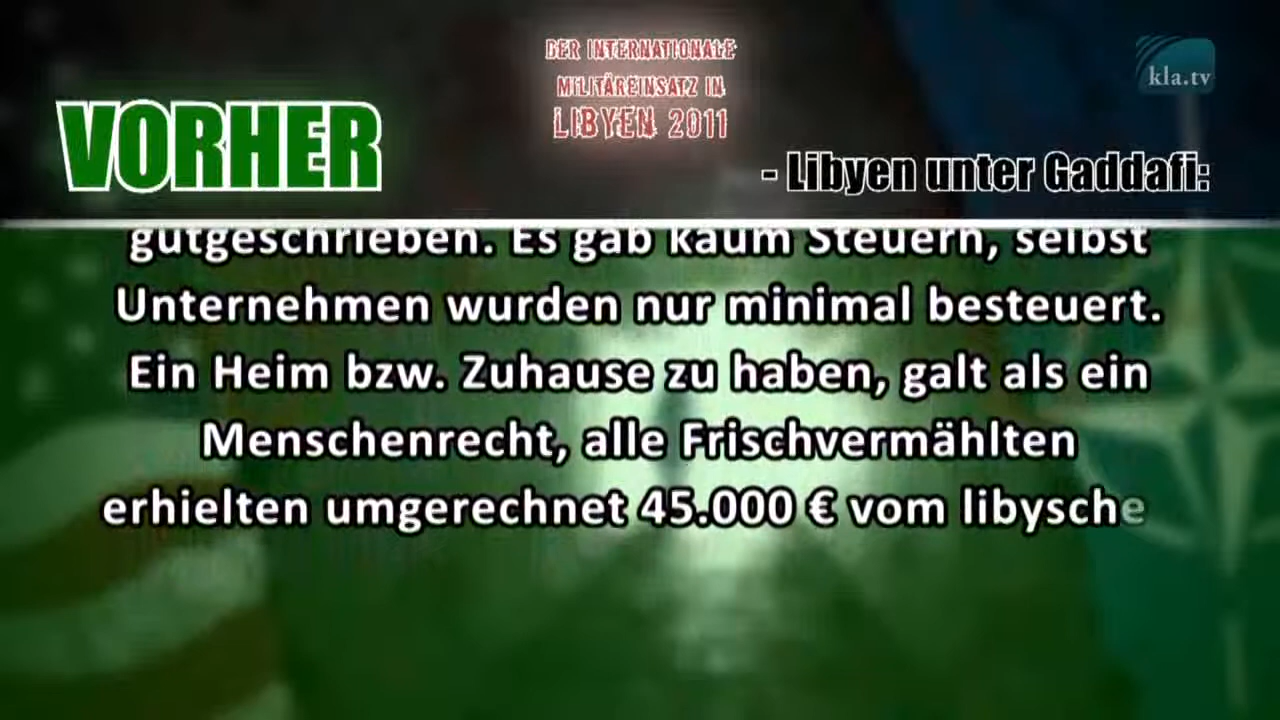 DER INTERNATIONALE
MILITÄREINSATZ IN
LIBYEN 2011
kla.tv
VORHER
- Libyen unter Gaddafi:
gutgeschrieben. Es gab kaum Steuern, selbst
Unternehmen wurden nur minimal besteuert.
Ein Heim bzw. Zuhause zu haben, galt als ein
Menschenrecht, alle Frischvermählten
erhielten umgerechnet 45.000 € vom libysche